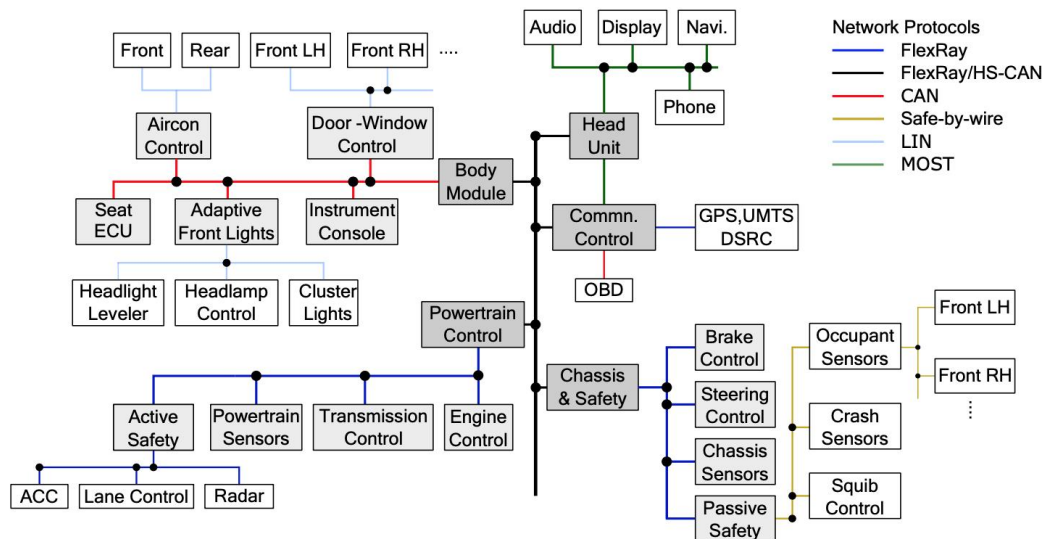 Front
Rear
Front LH
Front RH
....
Audio
Display
Navi.
Phone
Network Protocols
FlexRay
FlexRay/HS-CAN
CAN
Safe-by-wire
LIN
MOST
Aircon
Control
Door -Window
Control
Head
Unit
Body
Module
Seat
ECU
Adaptive
Front Lights
Instrument
Console
Commn.
Control
GPS,UMTS
DSRC
OBD
Headlight
Leveler
Headlamp
Control
Cluster
Lights
Powertrain
Control
Chassis
& Safety
Brake
Control
Steering
Control
Chassis
Sensors
Passive
Safety
Occupant
Sensors
Crash
Sensors
Squib
Control
Front LH
Front RH
....
Active
Safety
Powertrain
Sensors
Transmission
Control
Engine
Control
ACC
Lane Control
Radar